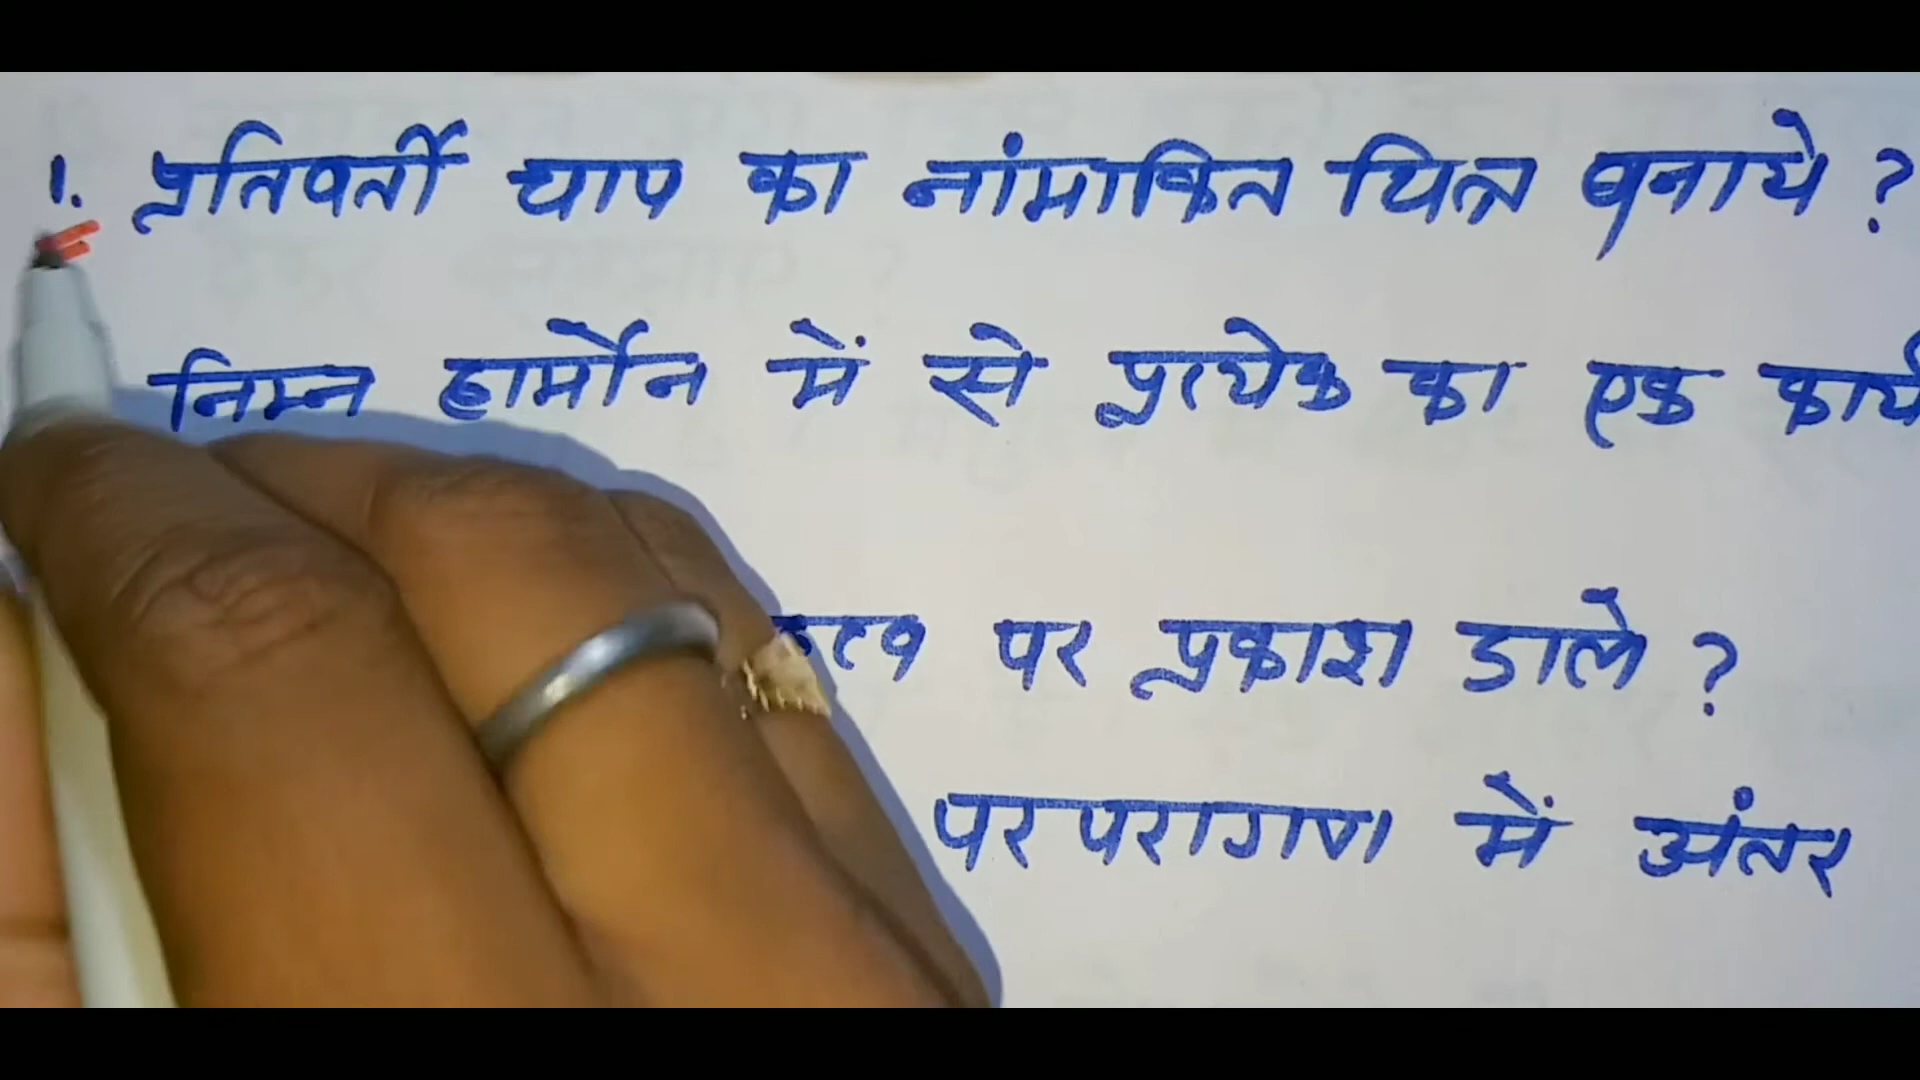 1. प्रतिवर्ती चाप का नांमाकित चित्र बनाये ?
निम्न हार्मोन में से प्रत्येक का एक कार्य
पर प्रकाश डाले ?
परपरागण में अंतर